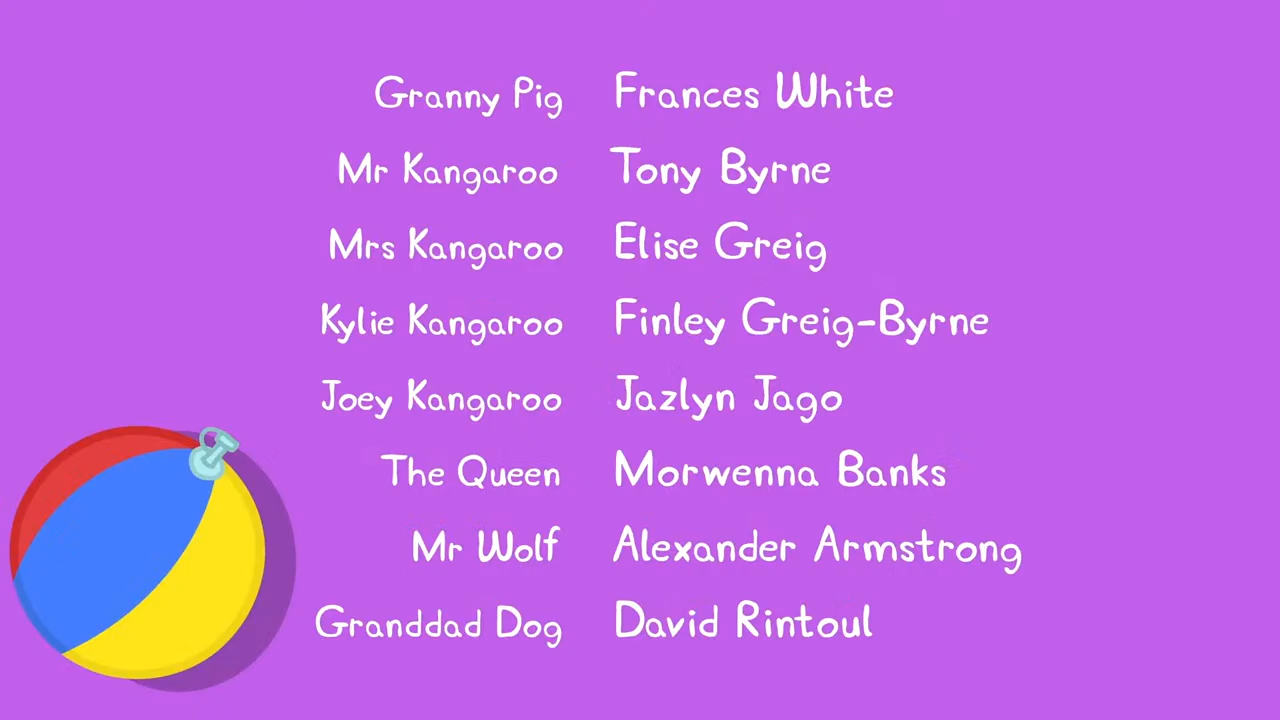 Granny Pig Frances White
Mr Kangaroo Tony Byrne
Mrs Kangaroo Elise Greig
Kylie Kangaroo Finley Greig-Byrne
Joey Kangaroo Jazlyn Jago
The Queen Morwenna Banks
Mr Wolf Alexander Armstrong
Granddad Dog David Rintoul